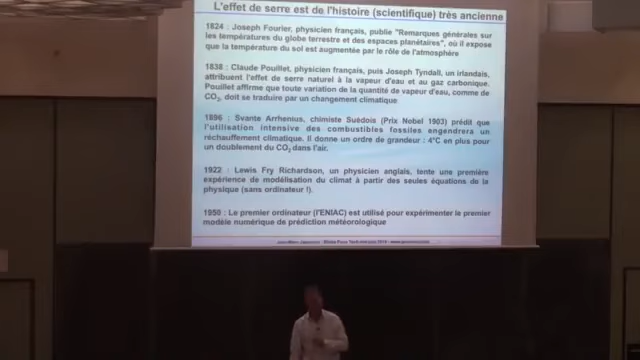 L'effet de serre est de l'histoire (scientifique) très ancienne
1824 : Joseph Fourier, physicien français, publie "Remarques générales sur
les températures du globe terrestre et des espaces planétaires", où il expose
que la température du sol est augmentée par le rôle de l'atmosphère
1838 : Claude Pouillet, physicien français, puis Joseph Tyndall, un irlandais,
attribuent l'effet de serre naturel à la vapeur d'eau et au gaz carbonique.
Pouillet affirme que toute variation de la quantité de vapeur d'eau, comme de
CO2, doit se traduire par un changement climatique
1896 : Svante Arrhenius, chimiste Suédois (Prix Nobel 1903) prédit que
l'utilisation intensive des combustibles fossiles engendrera un
réchauffement climatique. Il donne un ordre de grandeur : 4°C en plus pour
un doublement du CO2 dans l'air.
1922 : Lewis Fry Richardson, un physicien anglais, tente une première
expérience de modélisation du climat à partir des seules équations de la
physique (sans ordinateur !).
1950 : Le premier ordinateur (l'ENIAC) est utilisé pour expérimenter le premier
modèle numérique de prédiction météorologique